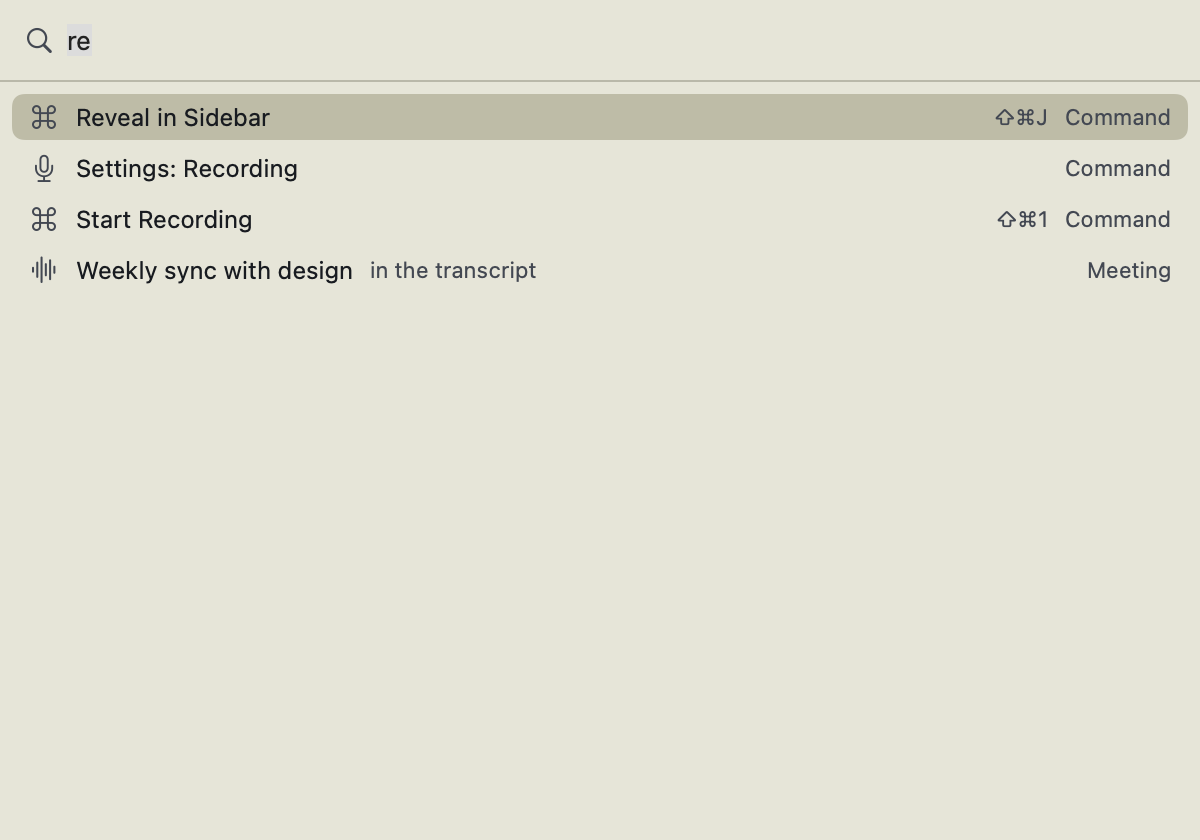 re
Reveal in Sidebar ⇧⌘J Command
Settings: Recording Command
Start Recording ⇧⌘1 Command
Weekly sync with design in the transcript Meeting